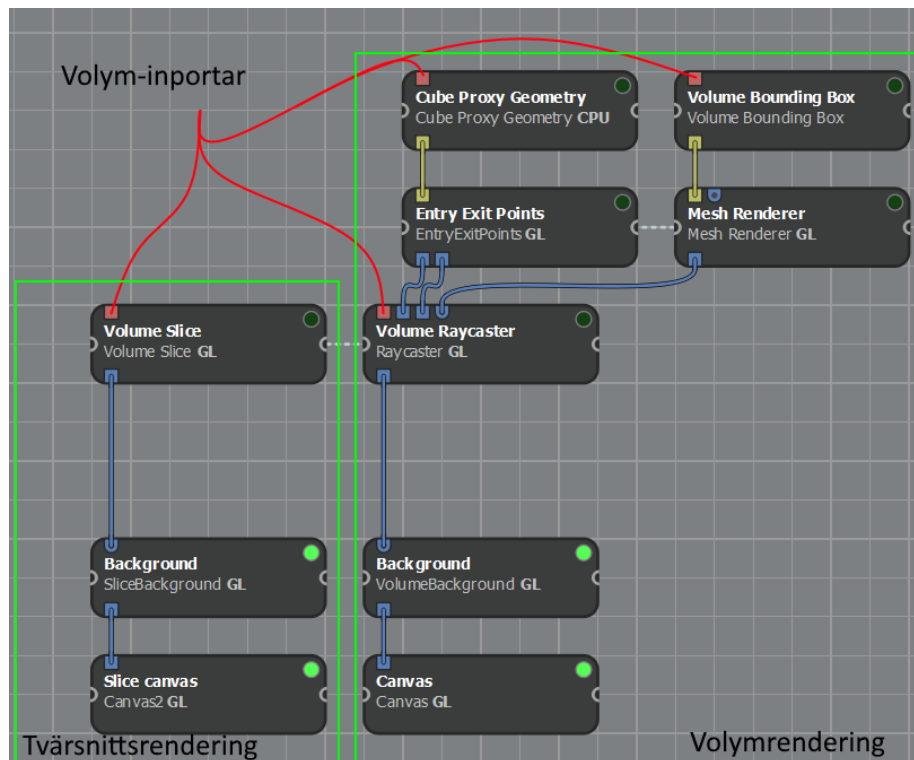 Volym-inportar
Cube Proxy Geometry
Cube Proxy Geometry CPU
Volume Bounding Box
Volume Bounding Box
Entry Exit Points
EntryExitPoints GL
Mesh Renderer
Mesh Renderer GL
Volume Slice
Volume Slice GL
Volume Raycaster
Raycaster GL
Background
SliceBackground GL
Background
VolumeBackground GL
Slice canvas
Canvas2 GL
Canvas
Canvas GL
Tvärsnittsrendering
Volymrendering